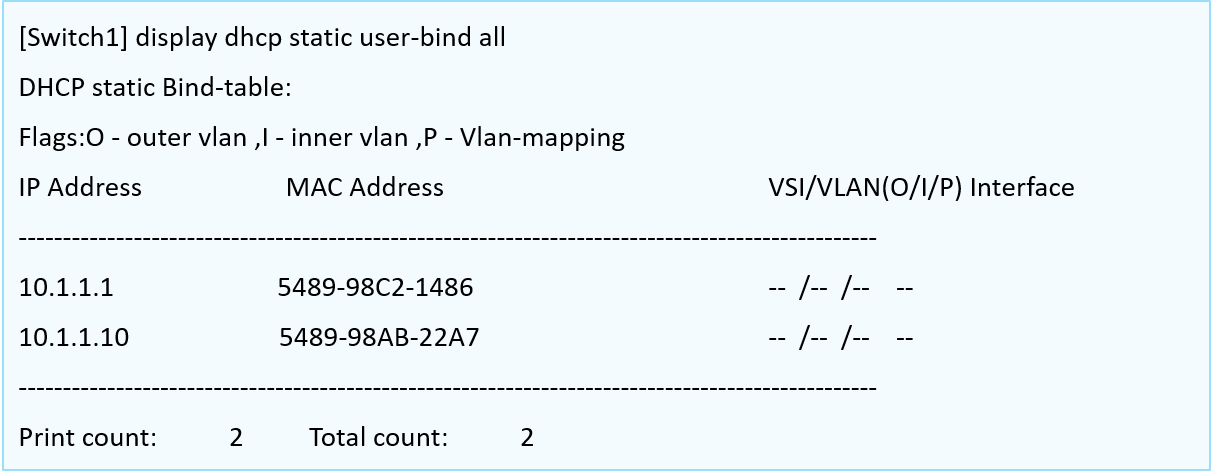 [Switch1] display dhcp static user-bind all
DHCP static Bind-table:
Flags:O - outer vlan ,I - inner vlan ,P - Vlan-mapping
IP Address MAC Address VSI/VLAN(O/I/P) Interface
--------------------------------------------------------------------------------------------------
10.1.1.1 5489-98C2-1486 -- /-- /-- --
10.1.1.10 5489-98AB-22A7 -- /-- /-- --
--------------------------------------------------------------------------------------------------
Print count: 2 Total count: 2